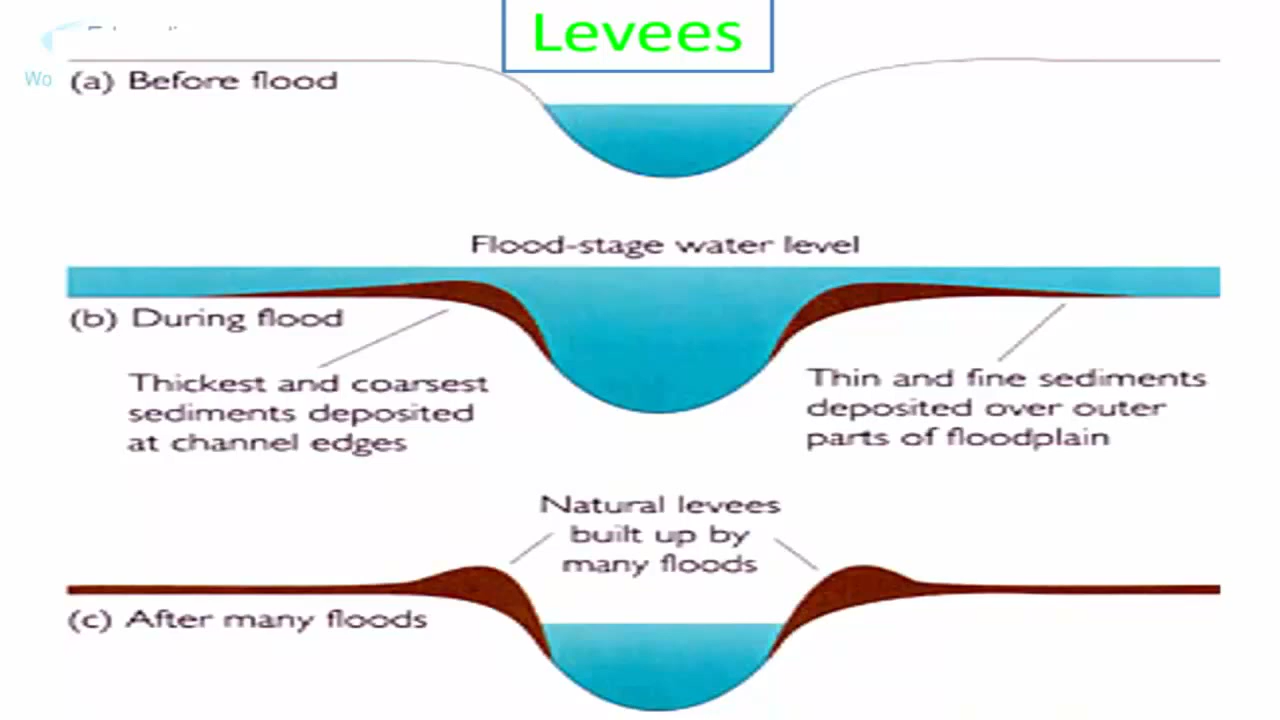 Levees
Wo
(a) Before flood
Flood-stage water level
(b) During flood
Thickest and coarsest
sediments deposited
at channel edges
Thin and fine sediments
deposited over outer
parts of floodplain
Natural levees
built up by
many floods
(c) After many floods